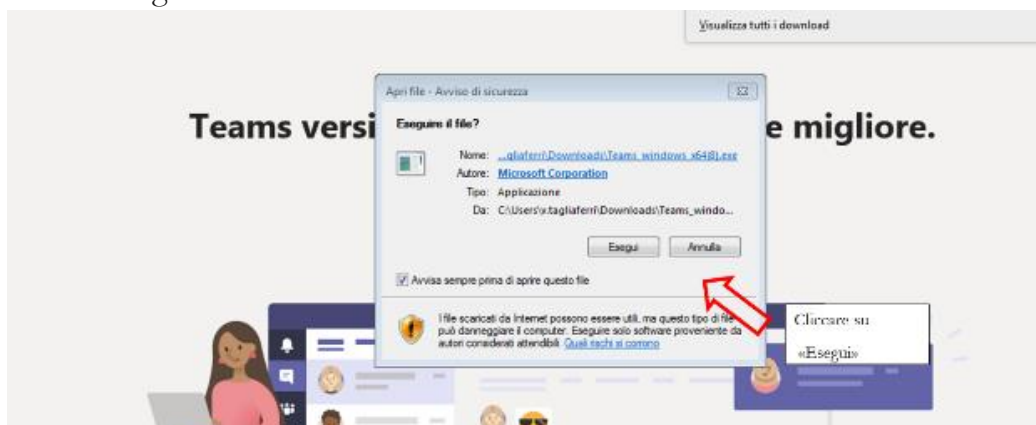 Visualizza tutti i download
Apri file - Avviso di sicurezza
Teams versi
e migliore.
Eseguire il file?
Nome: ...gliaferri\Downloads\Teams_windows_x64(8).exe
Autore: Microsoft Corporation
Tipo: Applicazione
Da: C:\Users\v.tagliaferri\Downloads\Teams_windo...
Esegui Annulla
Avvisa sempre prima di aprire questo file
I file scaricati da Internet possono essere utili, ma questo tipo di file
può danneggiare il computer. Eseguire solo software proveniente da
autori considerati attendibili. Quali rischi si corrono
Cliccare su
«Esegui»